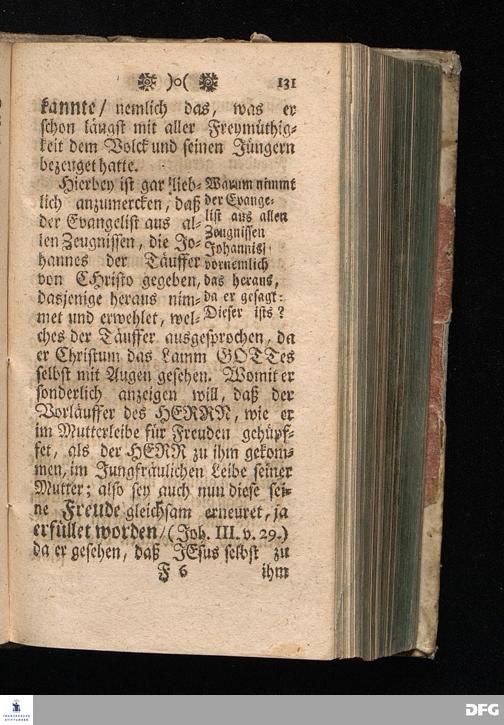 )o( 131
kannte/ nemlich das, was er
schon längst mit aller Freymüthig-
keit dem Volck und seinen Jüngern
bezeuget hatte.
Hierbey ist gar lieb-
lich anzumercken, daß
der Evangelist aus al-
len Zeugnissen, die Jo-
hannes der Täuffer
von CHristo gegeben,
dasjenige heraus nim-
met und erwehlet, wel-
Warum nimmt
der Evange-
list aus allen
Zeugnissen
Johannis
vornemlich
das heraus,
da er gesagt:
Dieser ists?
ches der Täuffer ausgesprochen, da
er Christum das Lamm GOTTes
selbst mit Augen gesehen. Womit er
sonderlich anzeigen will, daß der
Vorläuffer des HERRN, wie er
im Mutterleibe für Freuden gehüpf-
fet, als der HERR zu ihm gekom-
men, im Jungfräulichen Leibe seiner
Mutter; also sey auch nun diese sei-
ne Freude gleichsam erneuret, ja
erfüllet worden/ (Joh. III. v. 29.)
da er gesehen, daß JEsus selbst zu
F 6 ihm
FRANCKESCHE
STIFTUNGEN
DFG